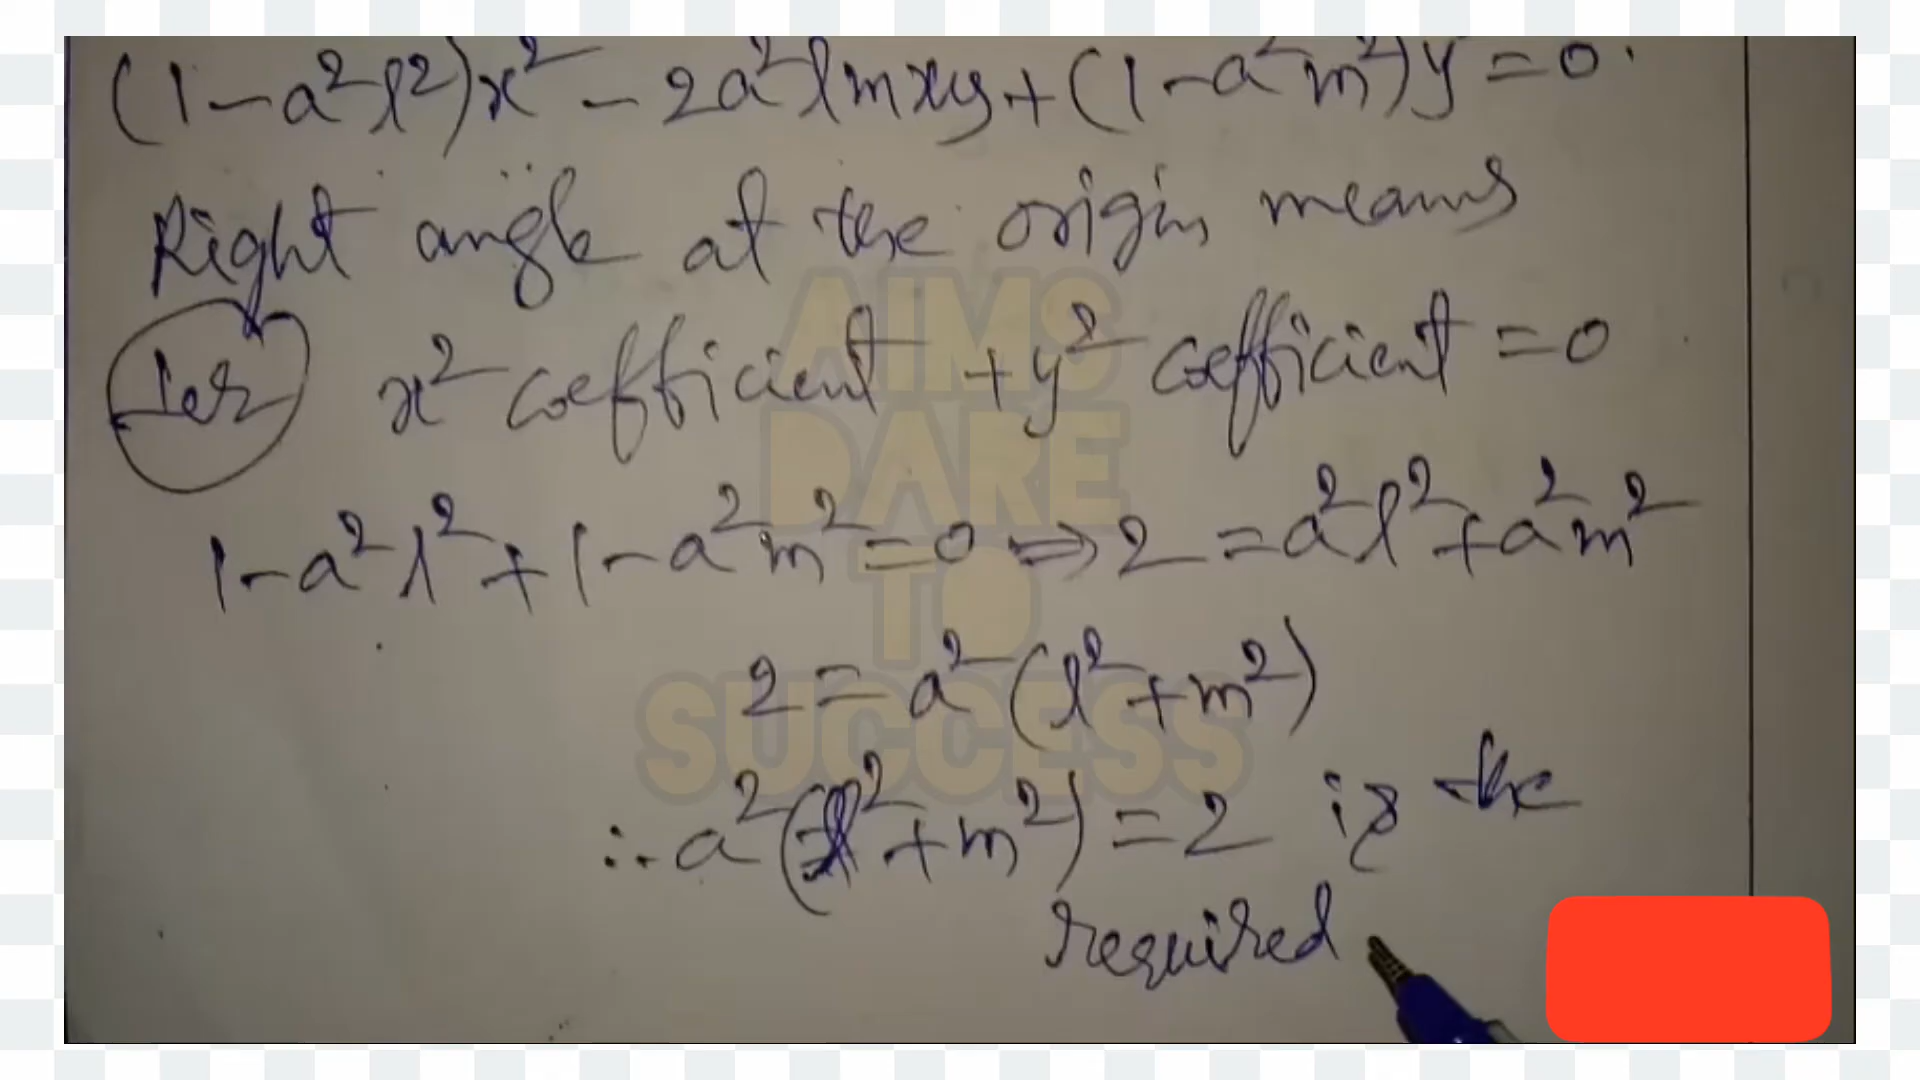 (1-a²l²)x²-2a²lmxy+(1-a²m²)y²=0.
Right angle at the origin means
x² coefficient +y² coefficient =0
1-a²l²+1-a²m²=0⇒2=a²l²+a²m²
2=a²(l²+m²)
∴a²(l²+m²)=2 is the
required
AIMS
DARE
TO
SUCCESS